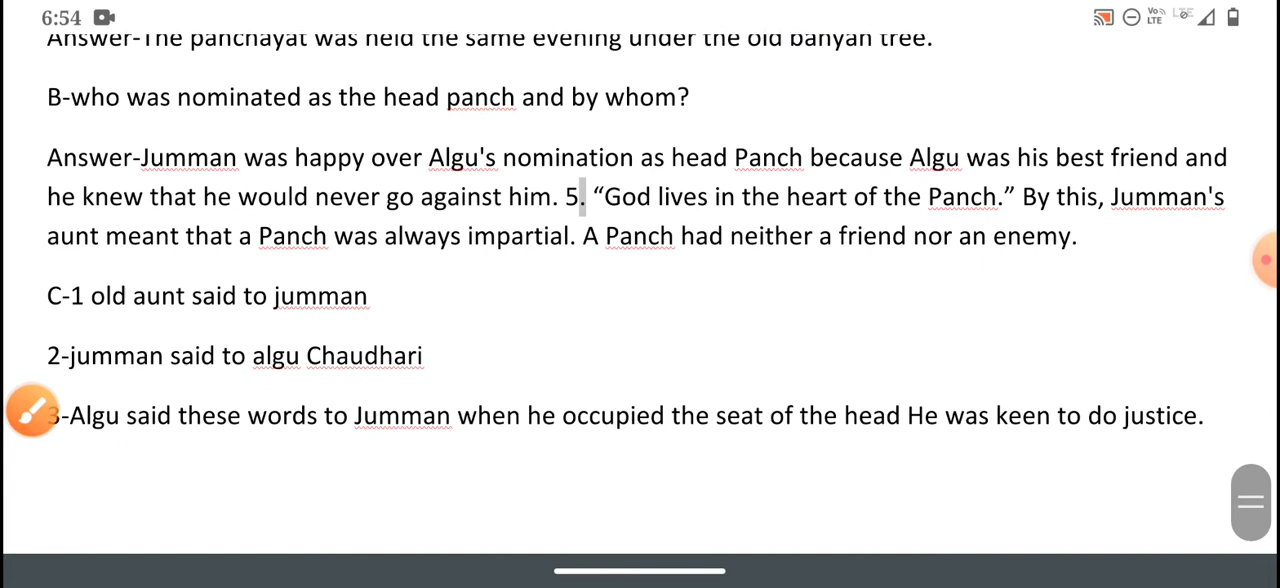 6:54
Vo
LTE
LTE
Answer-The panchayat was held the same evening under the old banyan tree.
B-who was nominated as the head panch and by whom?
Answer-Jumman was happy over Algu's nomination as head Panch because Algu was his best friend and
he knew that he would never go against him. 5. “God lives in the heart of the Panch.” By this, Jumman's
aunt meant that a Panch was always impartial. A Panch had neither a friend nor an enemy.
C-1 old aunt said to jumman
2-jumman said to algu Chaudhari
3-Algu said these words to Jumman when he occupied the seat of the head He was keen to do justice.